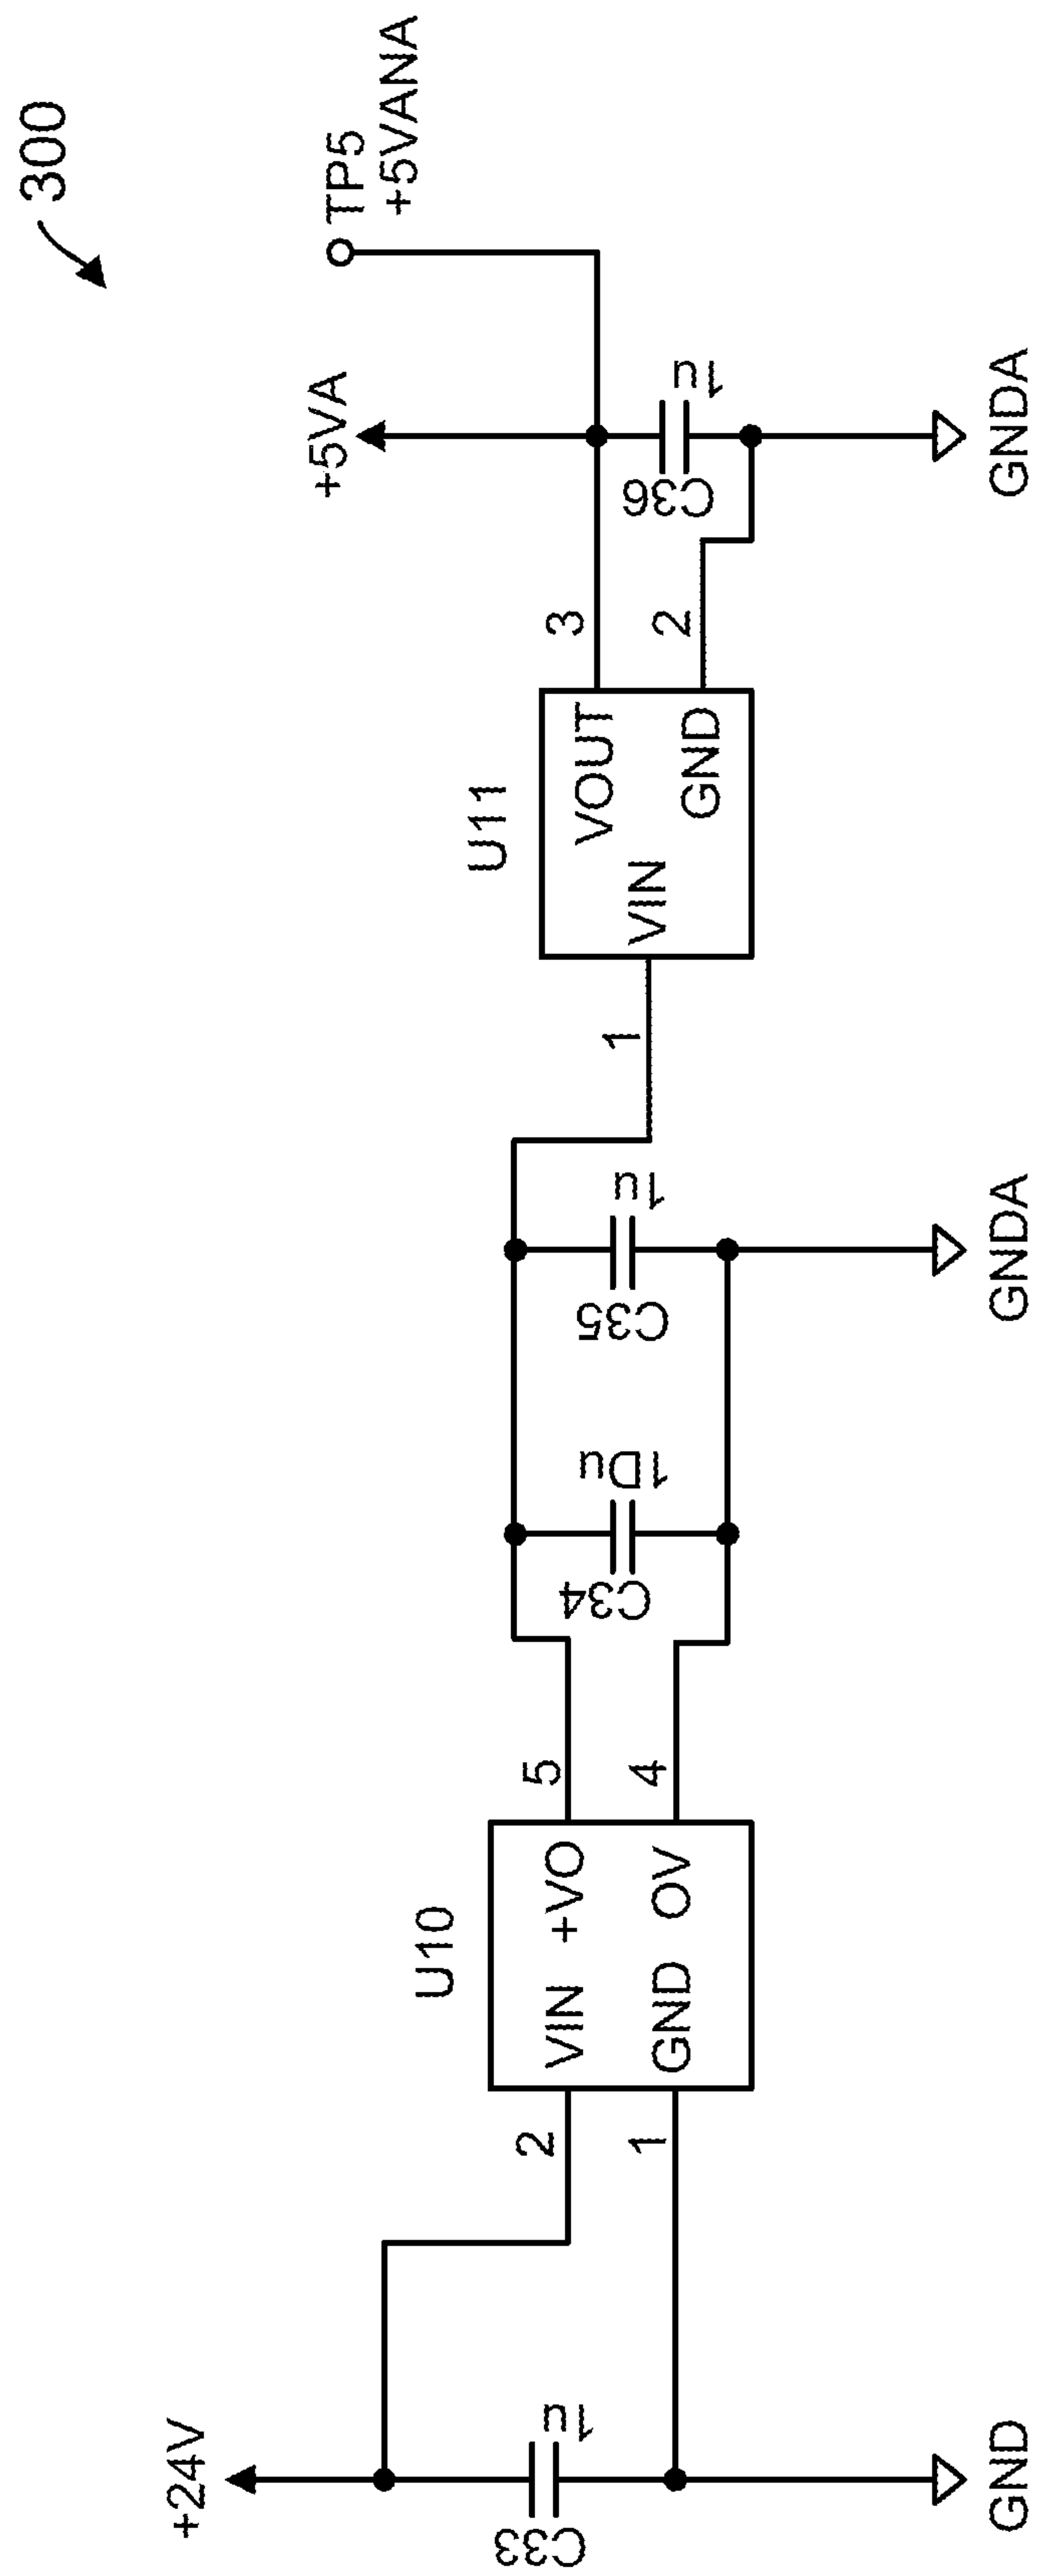 300
+24V
C33
1u
GND
2
1
U10
VIN +VO
GND OV
5
4
C34
1Du
C35
1u
GNDA
1
U11
VOUT
VIN
GND
3
2
+5VA
TP5
+5VANA
C36
1u
GNDA